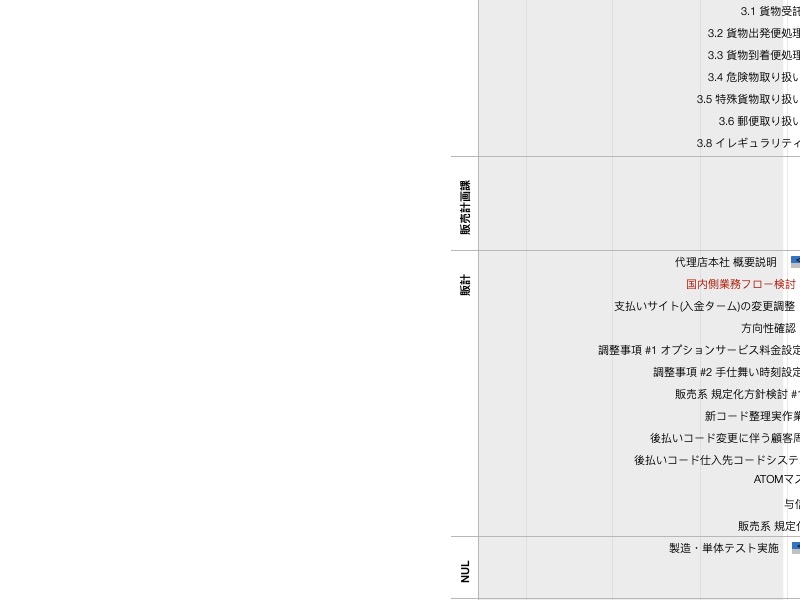 3.1 貨物受託
3.2 貨物出発便処理
3.3 貨物到着便処理
3.4 危険物取り扱い
3.5 特殊貨物取り扱い
3.6 郵便取り扱い
3.8 イレギュラリティ
販売計画課
販計
代理店本社 概要説明
国内側業務フロー検討
支払いサイト(入金ターム)の変更調整
方向性確認
調整事項 #1 オプションサービス料金設定
調整事項 #2 手仕舞い時刻設定
販売系 規定化方針検討 #1
新コード整理実作業
後払いコード変更に伴う顧客周
後払いコード仕入先コードシステ
ATOMマス
与信
販売系 規定化
NUL
製造・単体テスト実施